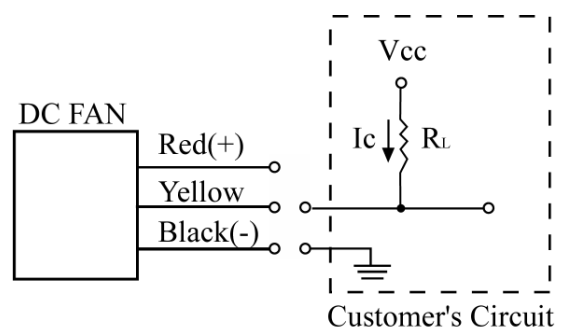 Vcc
DC FAN
Red(+)
Ic
RL
Yellow
Black(-)
Customer's Circuit